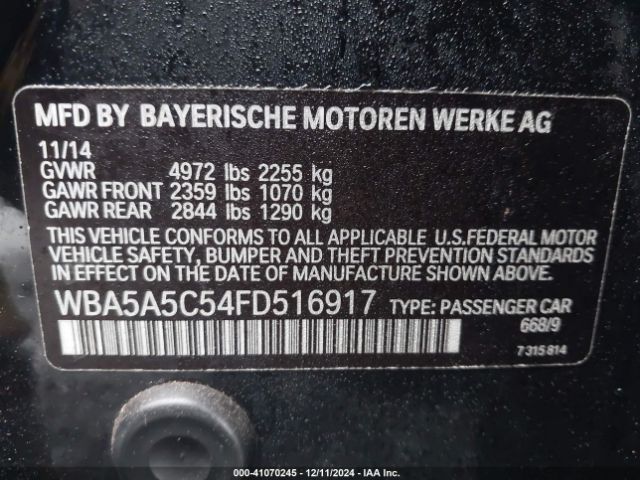 MFD BY BAYERISCHE MOTOREN WERKE AG
11/14
GVWR 4972 lbs 2255 kg
GAWR FRONT 2359 lbs 1070 kg
GAWR REAR 2844 lbs 1290 kg
THIS VEHICLE CONFORMS TO ALL APPLICABLE U.S.FEDERAL MOTOR
VEHICLE SAFETY, BUMPER AND THEFT PREVENTION STANDARDS
IN EFFECT ON THE DATE OF MANUFACTURE SHOWN ABOVE.
WBA5A5C54FD516917 TYPE: PASSENGER CAR
668/9
7 315 814
000-41070245 - 12/11/2024 - IAA Inc.